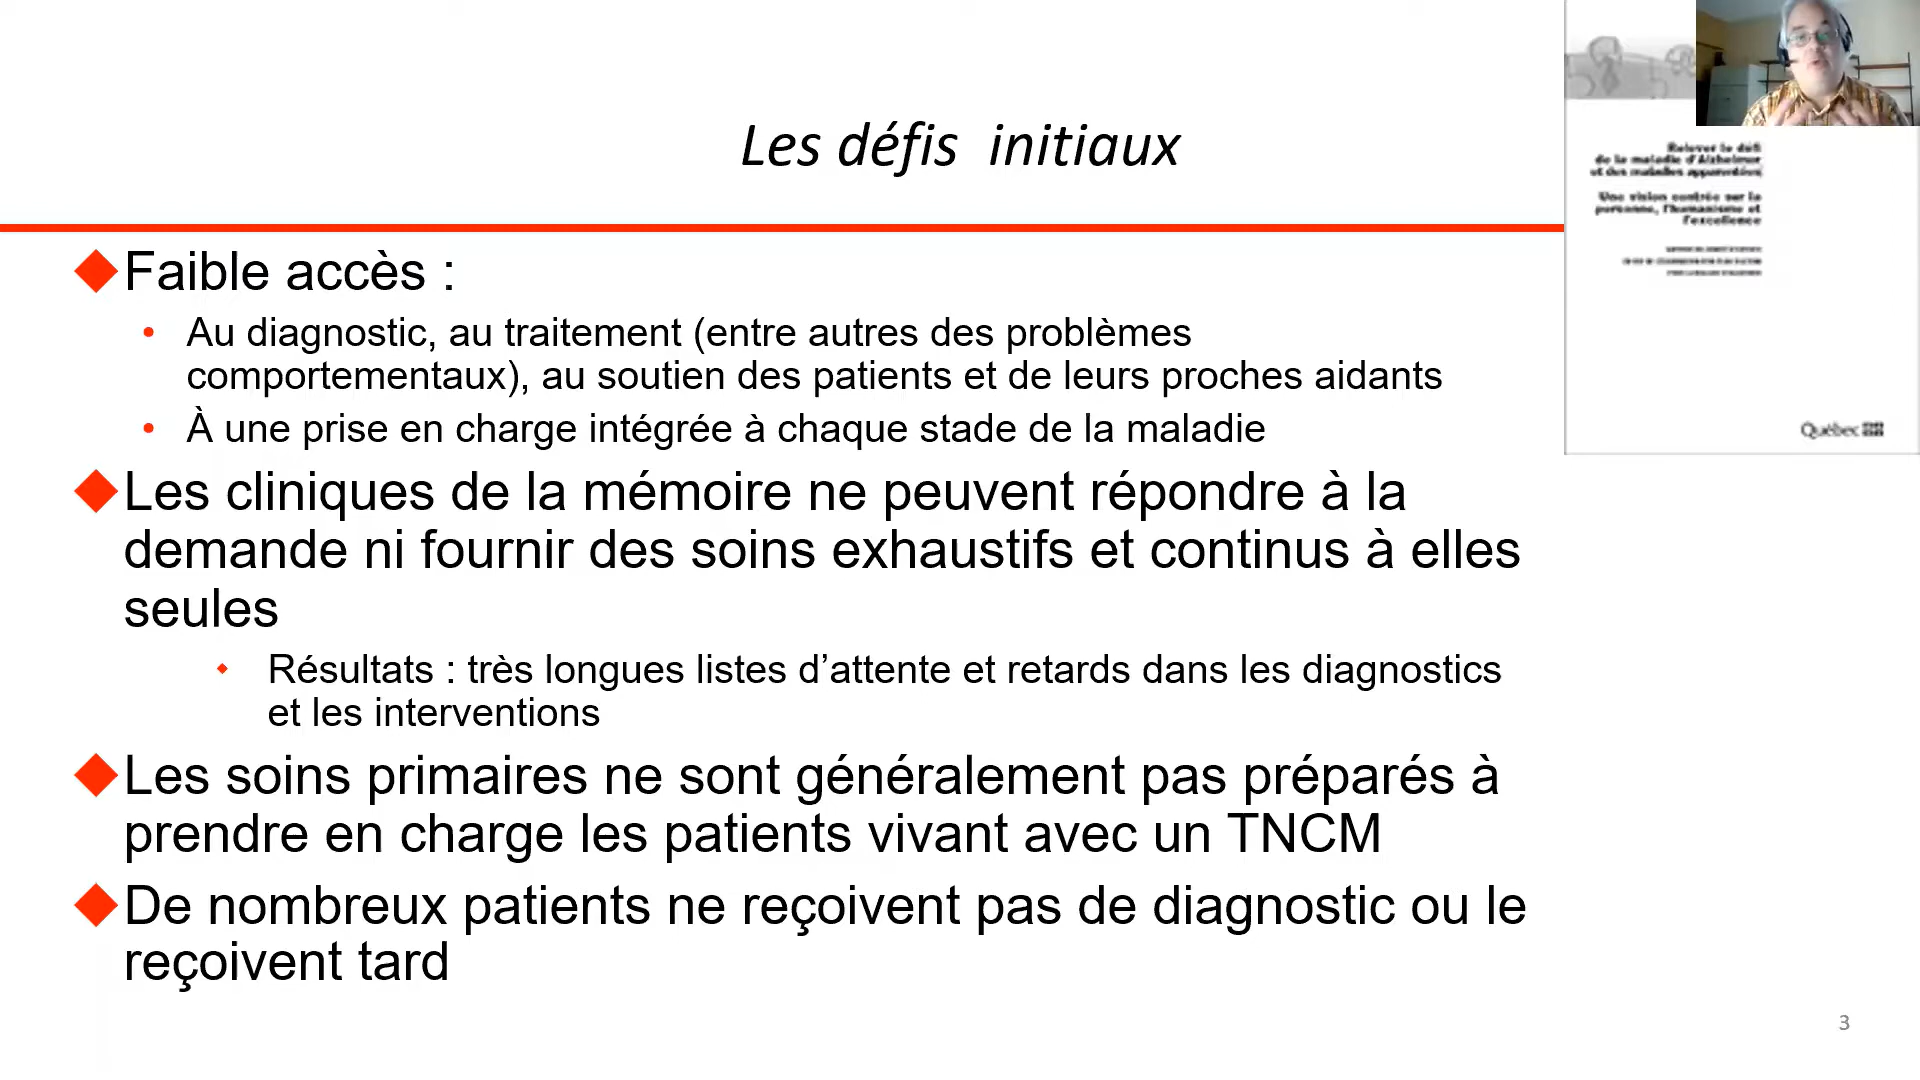 Les défis initiaux
Relever le défi
de la maladie d'Alzheimer
et des maladies apparentées
Une vision centrée sur la
personne, l'humanisme et
l'excellence
Québec
Faible accès :
Au diagnostic, au traitement (entre autres des problèmes
comportementaux), au soutien des patients et de leurs proches aidants
À une prise en charge intégrée à chaque stade de la maladie
Les cliniques de la mémoire ne peuvent répondre à la
demande ni fournir des soins exhaustifs et continus à elles
seules
Résultats : très longues listes d’attente et retards dans les diagnostics
et les interventions
Les soins primaires ne sont généralement pas préparés à
prendre en charge les patients vivant avec un TNCM
De nombreux patients ne reçoivent pas de diagnostic ou le
reçoivent tard
3